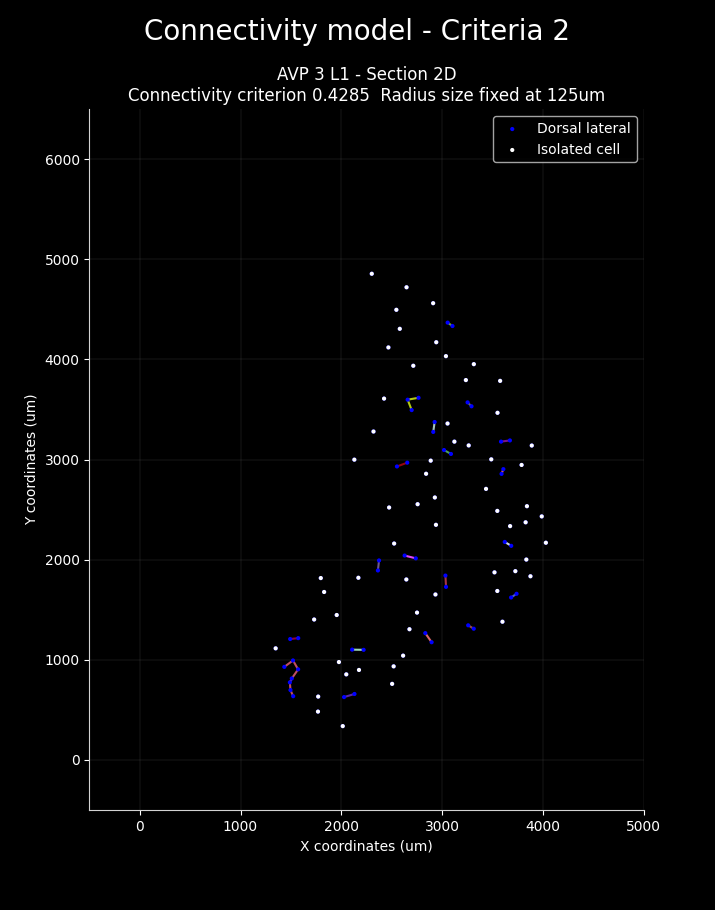 Connectivity model - Criteria 2
AVP 3 L1 - Section 2D
Connectivity criterion 0.4285  Radius size fixed at 125um
Dorsal lateral
Isolated cell
6000
5000
4000
3000
2000
1000
0
Y coordinates (um)
0 1000 2000 3000 4000 5000
X coordinates (um)